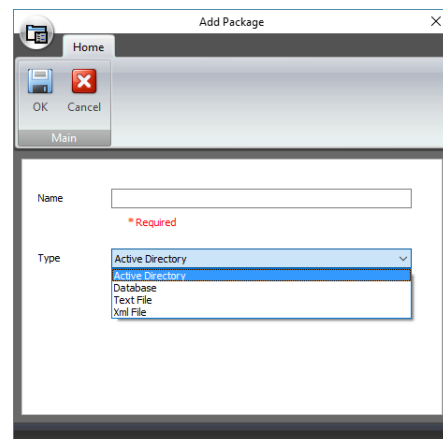 Add Package
Home
OK Cancel
Main
Name
* Required
Type Active Directory
Active Directory
Database
Text File
Xml File